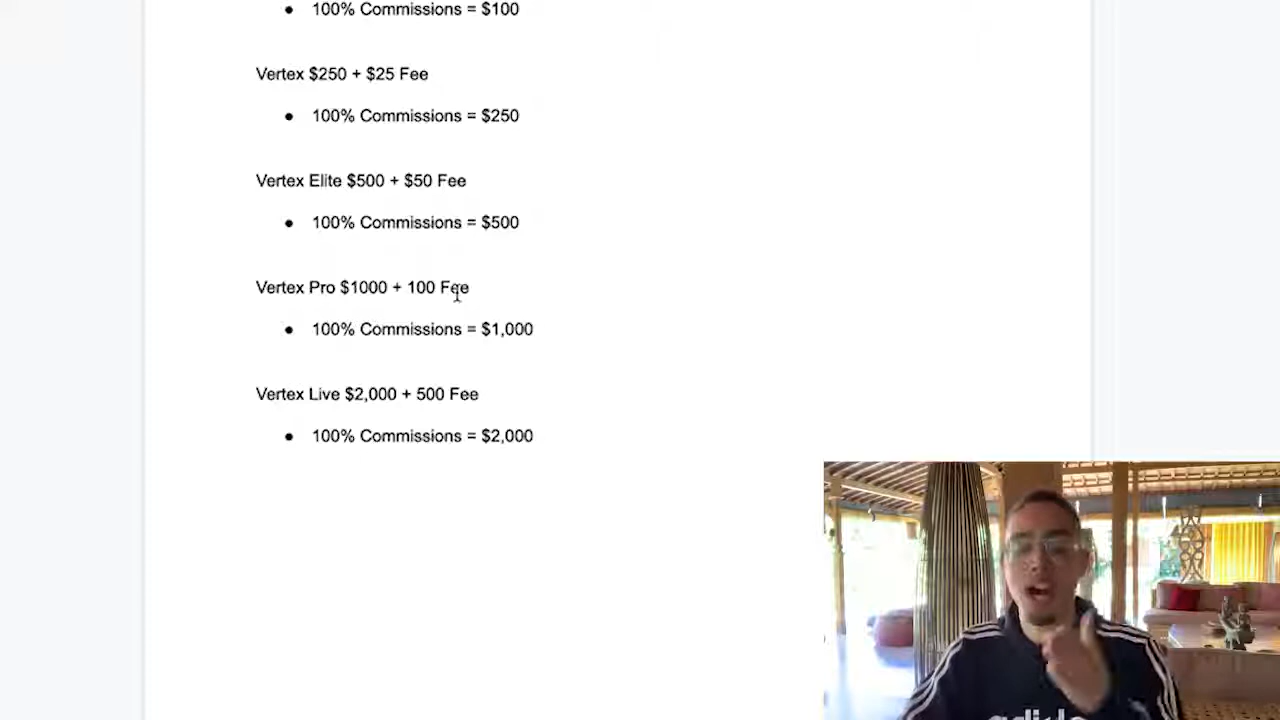 100% Commissions = $100
Vertex $250 + $25 Fee
100% Commissions = $250
Vertex Elite $500 + $50 Fee
100% Commissions = $500
Vertex Pro $1000 + 100 Fee
100% Commissions = $1,000
Vertex Live $2,000 + 500 Fee
100% Commissions = $2,000